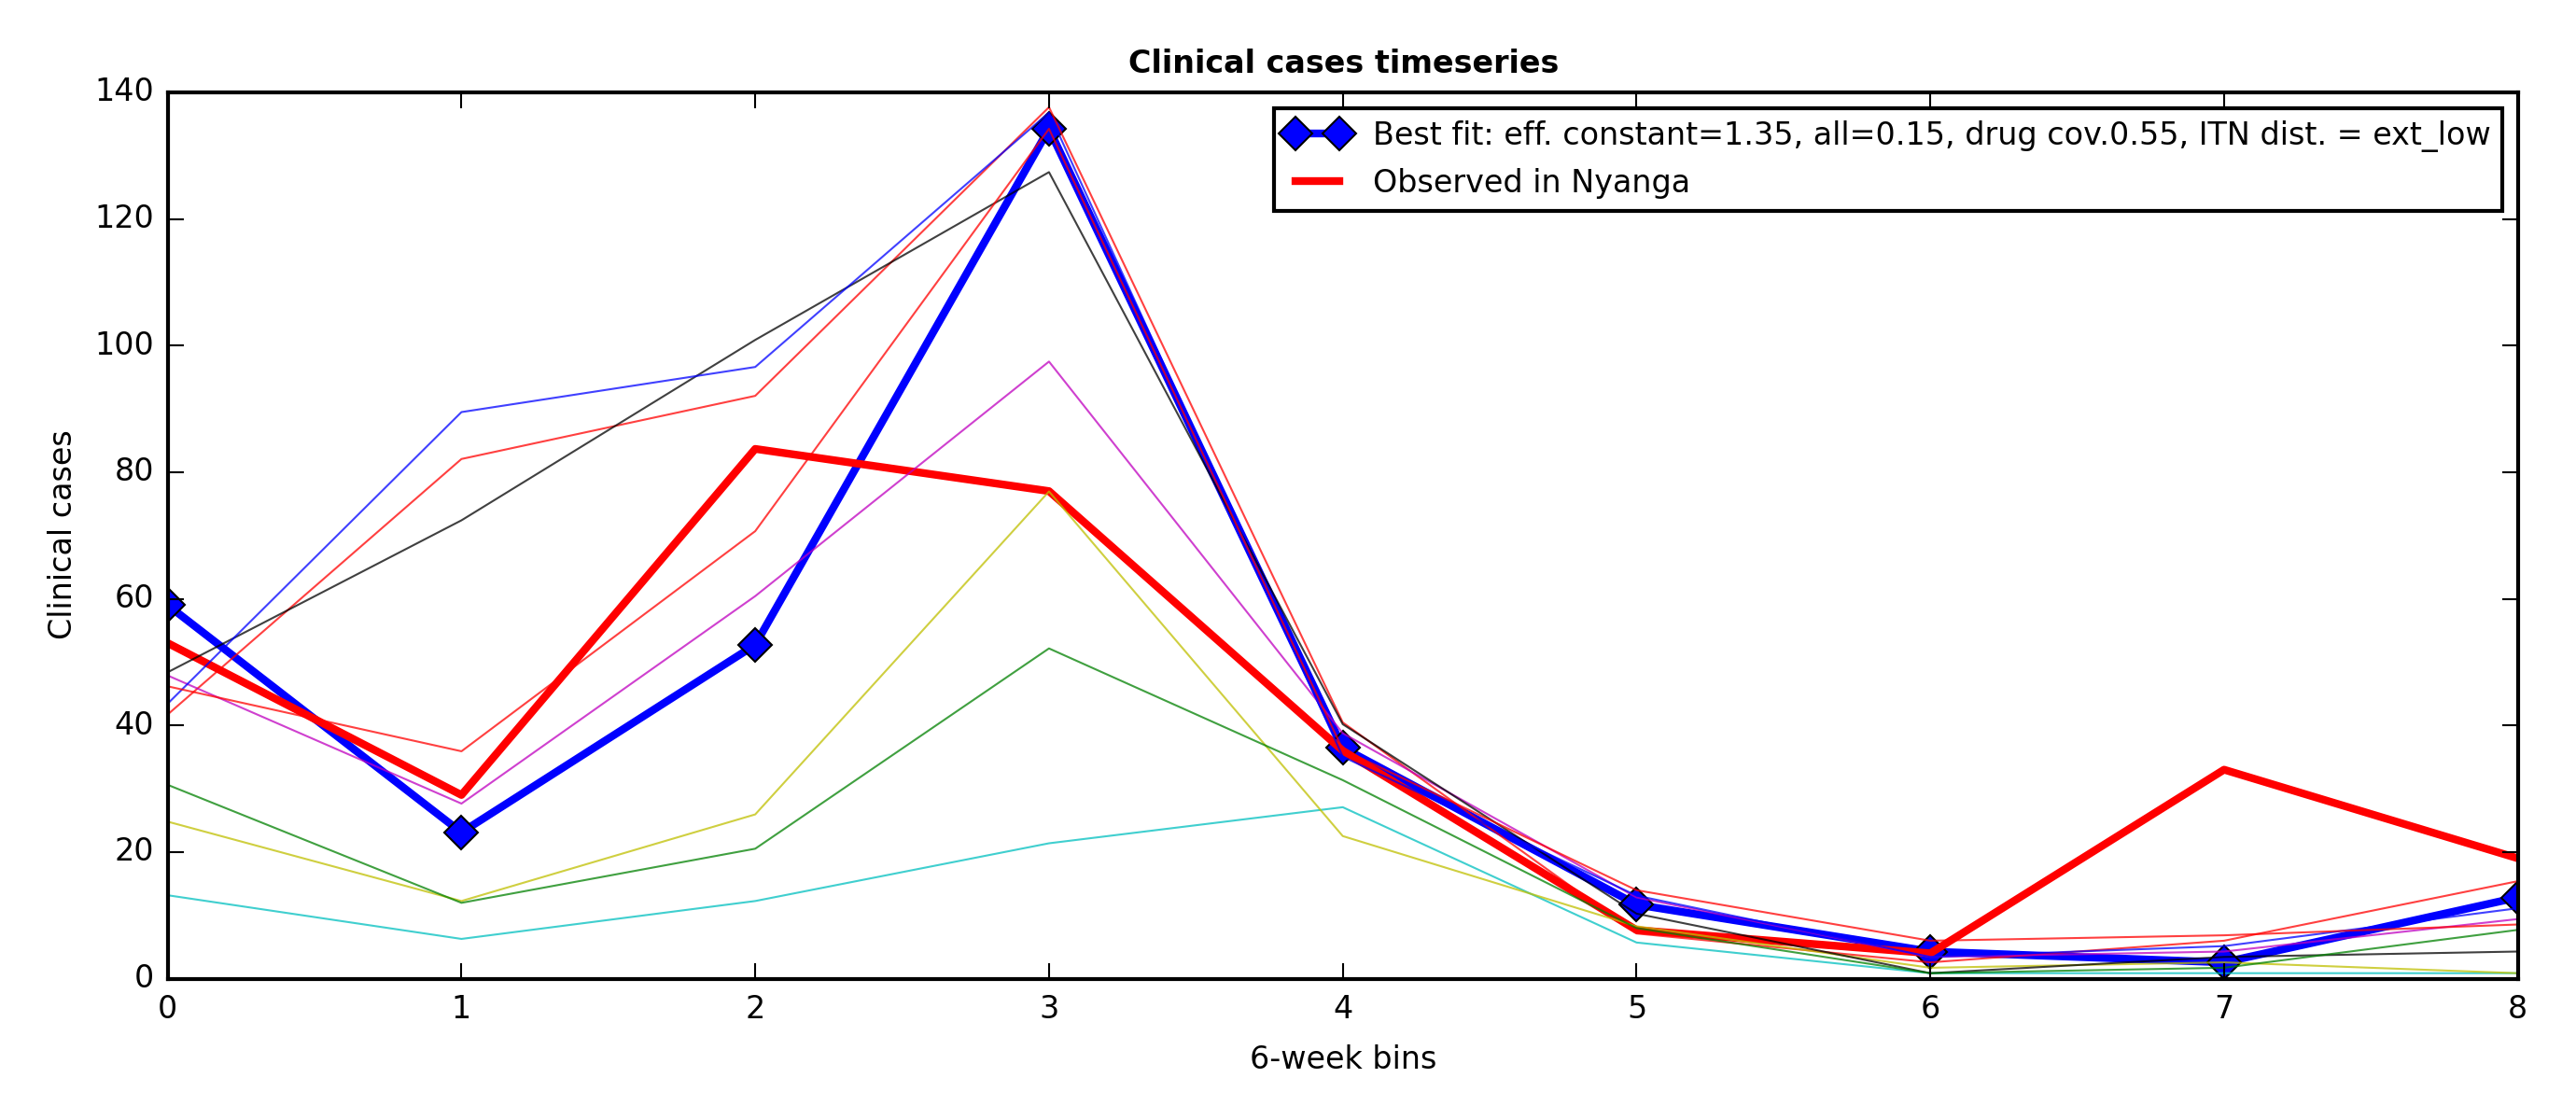 Clinical cases timeseries
140
120
100
80
60
40
20
0
Clinical cases
Best fit: eff. constant=1.35, all=0.15, drug cov.0.55, ITN dist. = ext_low
Observed in Nyanga
0 1 2 3 4 5 6 7 8
6-week bins